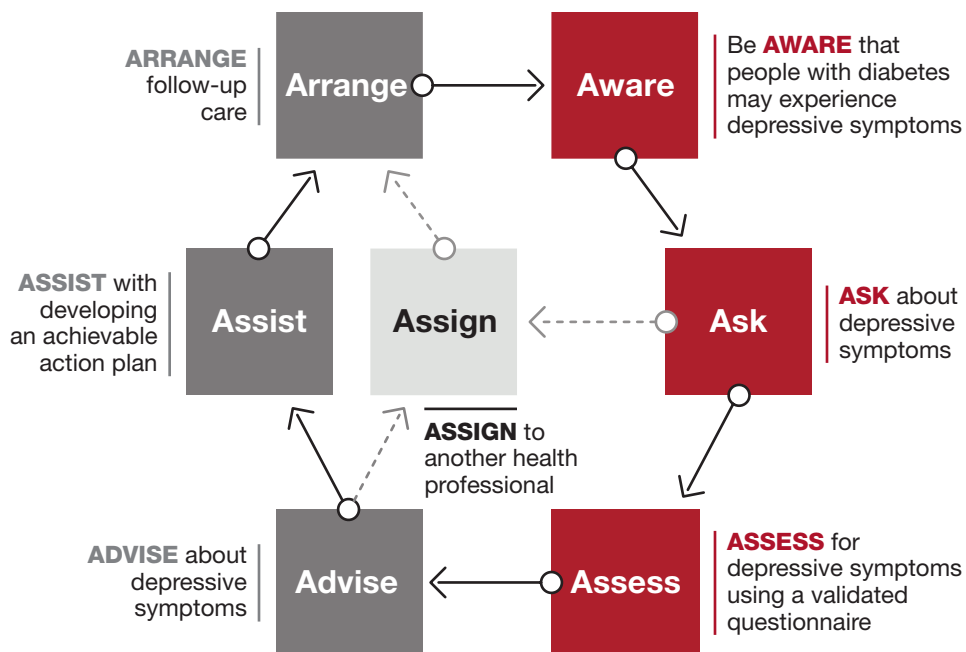 ARRANGE
follow-up
care
Arrange
Aware
Be AWARE that
people with diabetes
may experience
depressive symptoms
ASSIST with
developing
an achievable
action plan
Assist
Assign
Ask
ASK about
depressive
symptoms
ASSIGN to
another health
professional
ADVISE about
depressive
symptoms
Advise
Assess
ASSESS for
depressive symptoms
using a validated
questionnaire